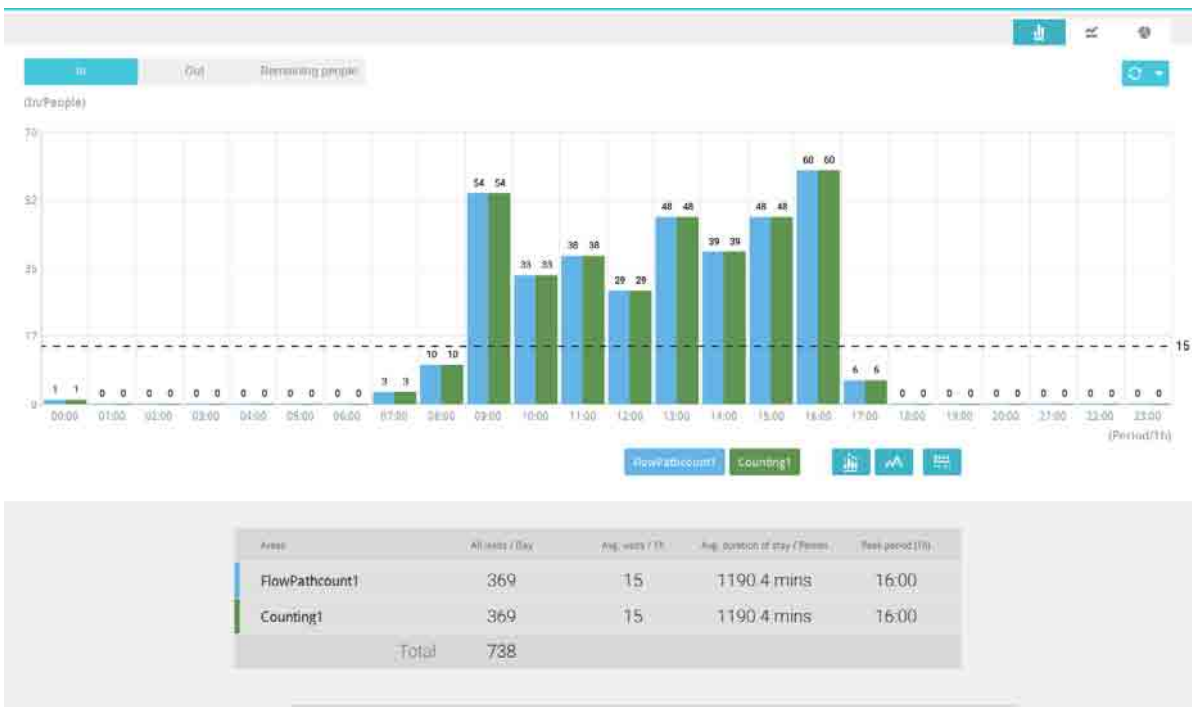 In Out Remaining people
(In/People)
70
60 60
54 54
52
48 48 48 48
39 39
38 38
35
33 33
29 29
17
15
10 10
6 6
3 3
1 1 0 0 0 0 0 0 0 0 0 0 0 0 0 0 0 0 0 0 0 0 0 0 0 0
0
00:00 01:00 02:00 03:00 04:00 05:00 06:00 07:00 08:00 09:00 10:00 11:00 12:00 13:00 14:00 15:00 16:00 17:00 18:00 19:00 20:00 21:00 22:00 23:00
(Period/1h)
FlowPathcount1 Counting1
Areas All visits / Day Avg. visits / 1h Avg. duration of stay / Person Peak period (1h)
FlowPathcount1 369 15 1190.4 mins 16:00
Counting1 369 15 1190.4 mins 16:00
Total 738